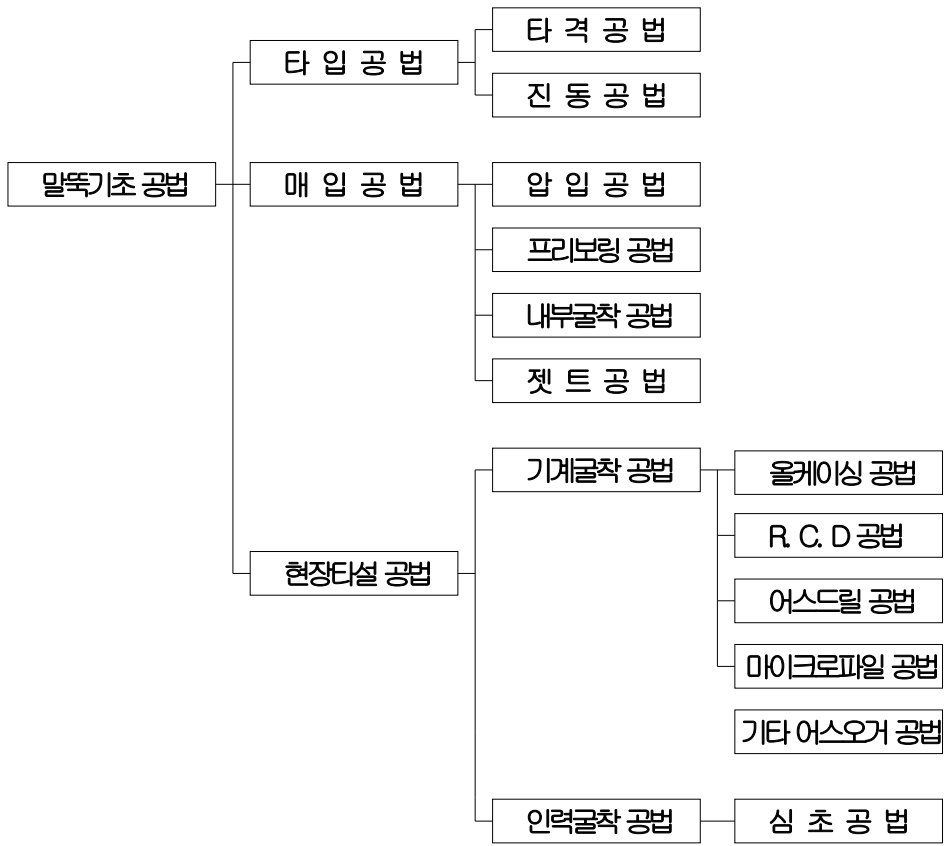 타 격 공 법
타 입 공 법
진 동 공 법
말뚝기초 공법
매 입 공 법
압 입 공 법
프리보링 공법
내부굴착 공법
젯 트 공 법
기계굴착 공법
올케이싱 공법
R. C. D 공법
현장타설 공법
어스드릴 공법
마이크로파일 공법
기타 어스오거 공법
인력굴착 공법
심 초 공 법